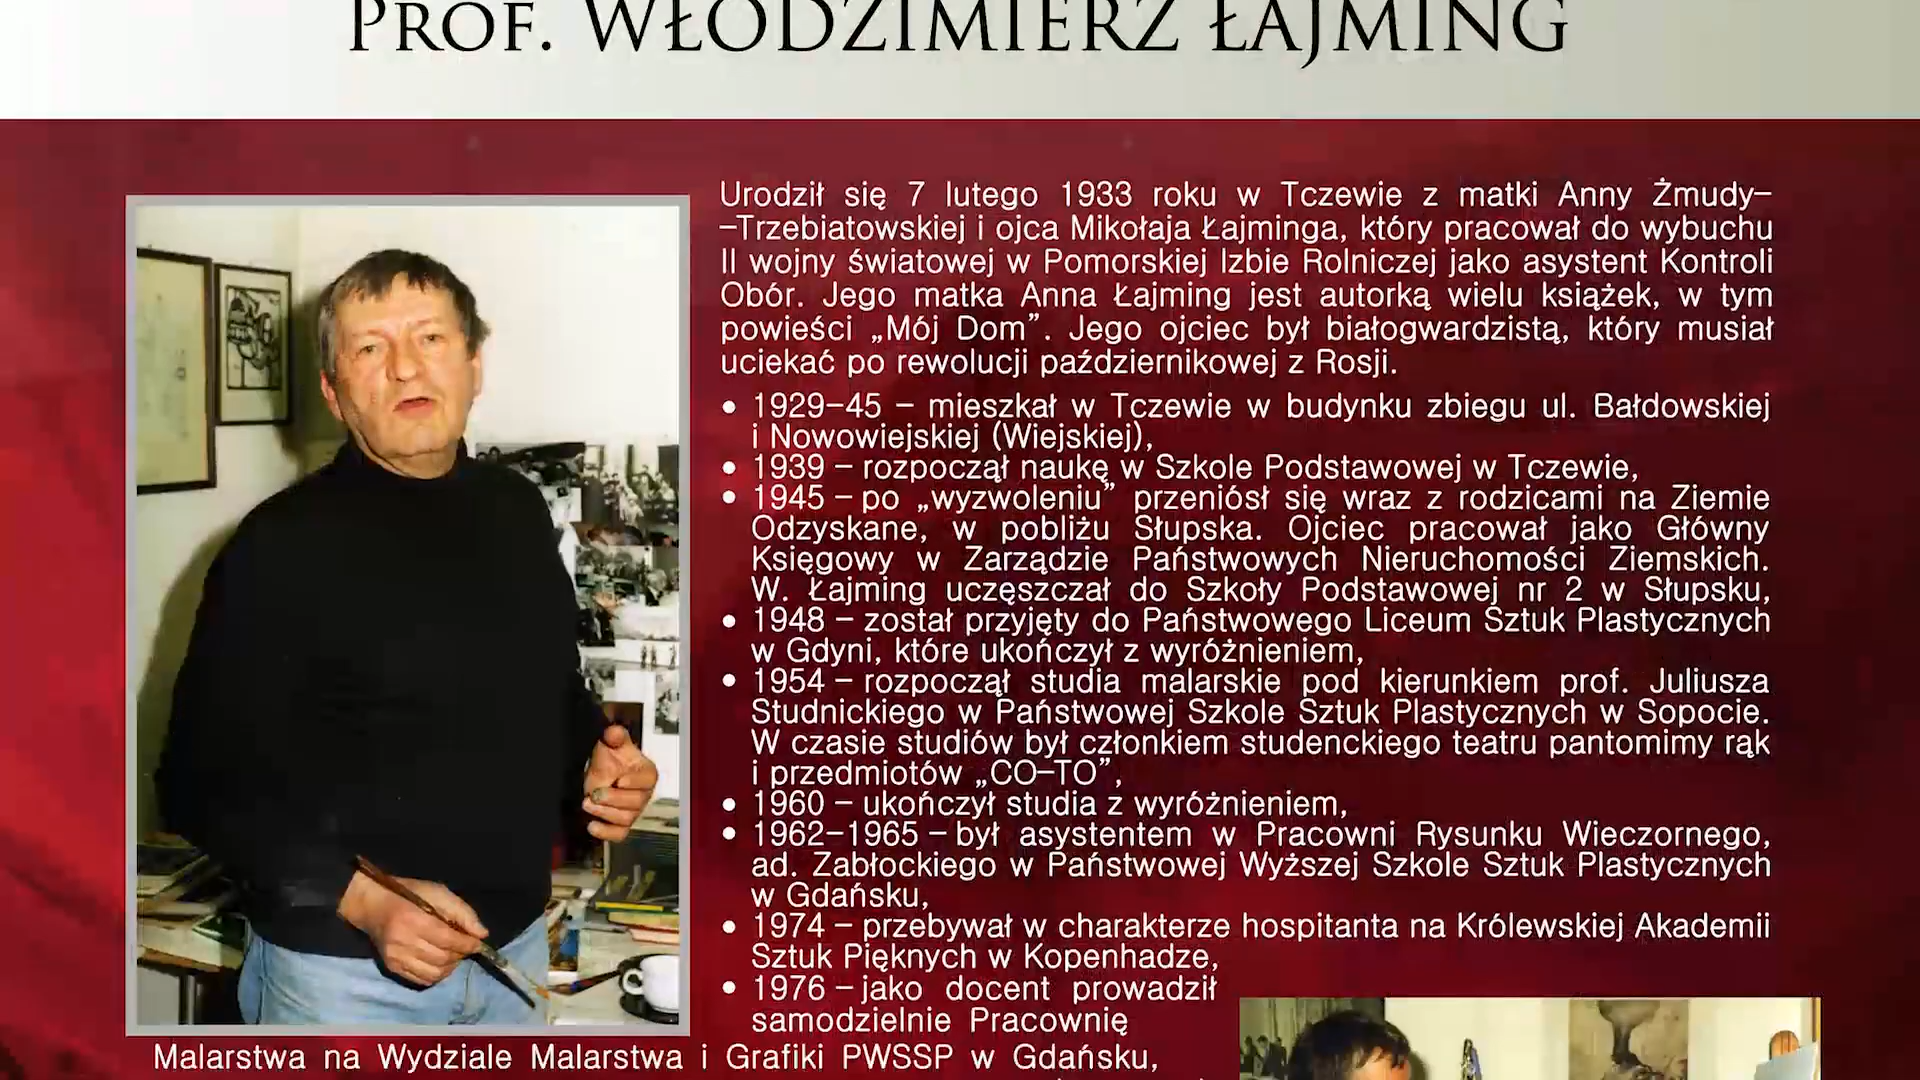 Prof. WŁODZIMIERZ ŁAJMING
Urodził się 7 lutego 1933 roku w Tczewie z matki Anny Żmudy–
–Trzebiatowskiej i ojca Mikołaja Łajminga, który pracował do wybuchu
II wojny światowej w Pomorskiej Izbie Rolniczej jako asystent Kontroli
Obór. Jego matka Anna Łajming jest autorką wielu książek, w tym
powieści „Mój Dom”. Jego ojciec był białogwardzistą, który musiał
uciekać po rewolucji październikowej z Rosji.
• 1929–45 – mieszkał w Tczewie w budynku zbiegu ul. Bałdowskiej
i Nowowiejskiej (Wiejskiej),
• 1939 – rozpoczął naukę w Szkole Podstawowej w Tczewie,
• 1945 – po „wyzwoleniu” przeniósł się wraz z rodzicami na Ziemie
Odzyskane, w pobliżu Słupska. Ojciec pracował jako Główny
Księgowy w Zarządzie Państwowych Nieruchomości Ziemskich.
W. Łajming uczęszczał do Szkoły Podstawowej nr 2 w Słupsku,
• 1948 – został przyjęty do Państwowego Liceum Sztuk Plastycznych
w Gdyni, które ukończył z wyróżnieniem,
• 1954 – rozpoczął studia malarskie pod kierunkiem prof. Juliusza
Studnickiego w Państwowej Szkole Sztuk Plastycznych w Sopocie.
W czasie studiów był członkiem studenckiego teatru pantomimy rąk
i przedmiotów „CO–TO”,
• 1960 – ukończył studia z wyróżnieniem,
• 1962–1965 – był asystentem w Pracowni Rysunku Wieczornego,
ad. Zabłockiego w Państwowej Wyższej Szkole Sztuk Plastycznych
w Gdańsku,
• 1974 – przebywał w charakterze hospitanta na Królewskiej Akademii
Sztuk Pięknych w Kopenhadze,
• 1976 – jako docent prowadził
samodzielnie Pracownię
Malarstwa na Wydziale Malarstwa i Grafiki PWSSP w Gdańsku,